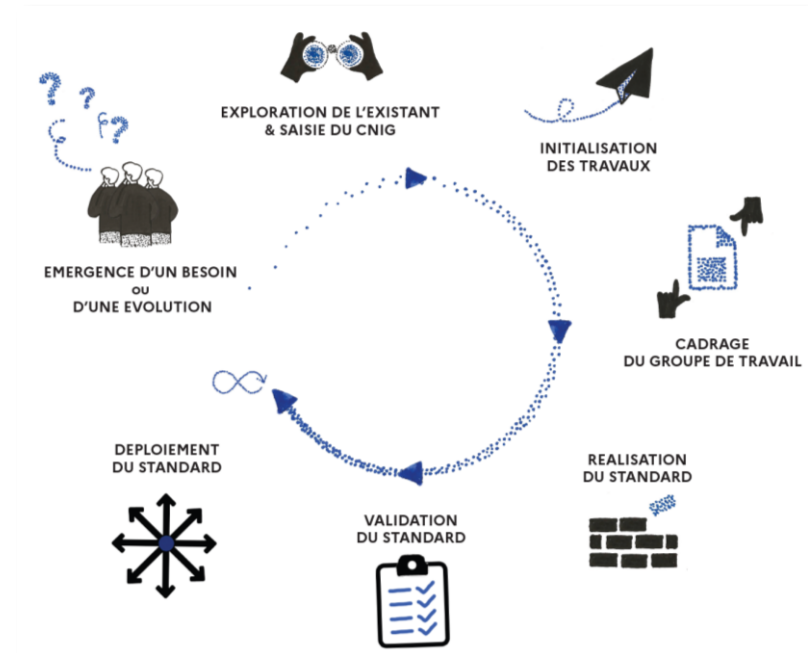 EXPLORATION DE L'EXISTANT
& SAISIE DU CNIG
INITIALISATION
DES TRAVAUX
EMERGENCE D'UN BESOIN
OU
D'UNE EVOLUTION
CADRAGE
DU GROUPE DE TRAVAIL
DEPLOIEMENT
DU STANDARD
REALISATION
DU STANDARD
VALIDATION
DU STANDARD